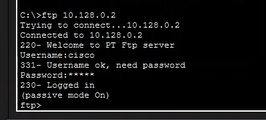 C:\>ftp 10.128.0.2
Trying to connect...10.128.0.2
Connected to 10.128.0.2
220- Welcome to PT Ftp server
Username:cisco
331- Username ok, need password
Password:*****
230- Logged in
(passive mode On)
ftp>